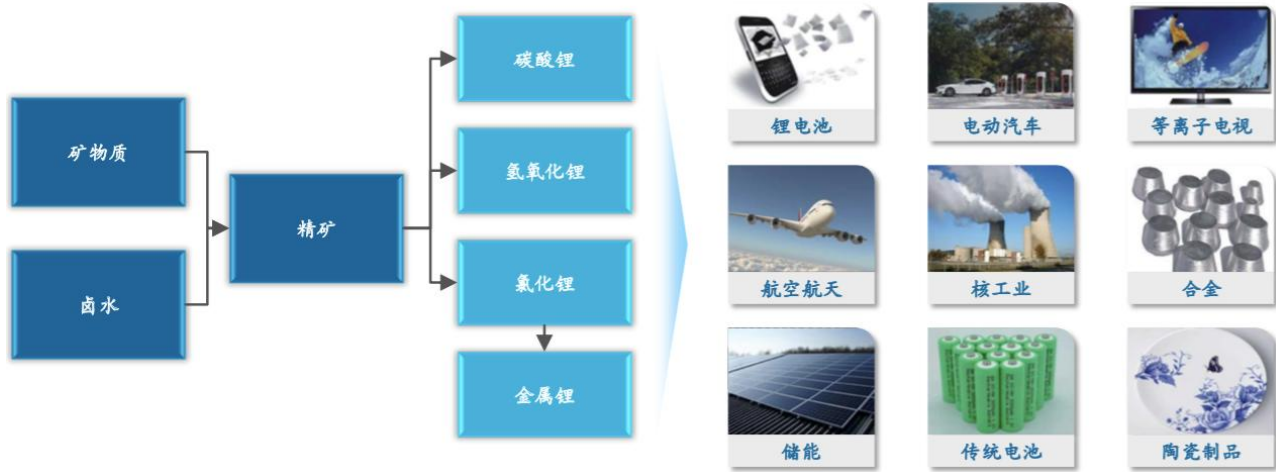 矿物质
卤水
精矿
碳酸锂
氢氧化锂
氯化锂
金属锂
锂电池
电动汽车
等离子电视
航空航天
核工业
合金
储能
传统电池
陶瓷制品